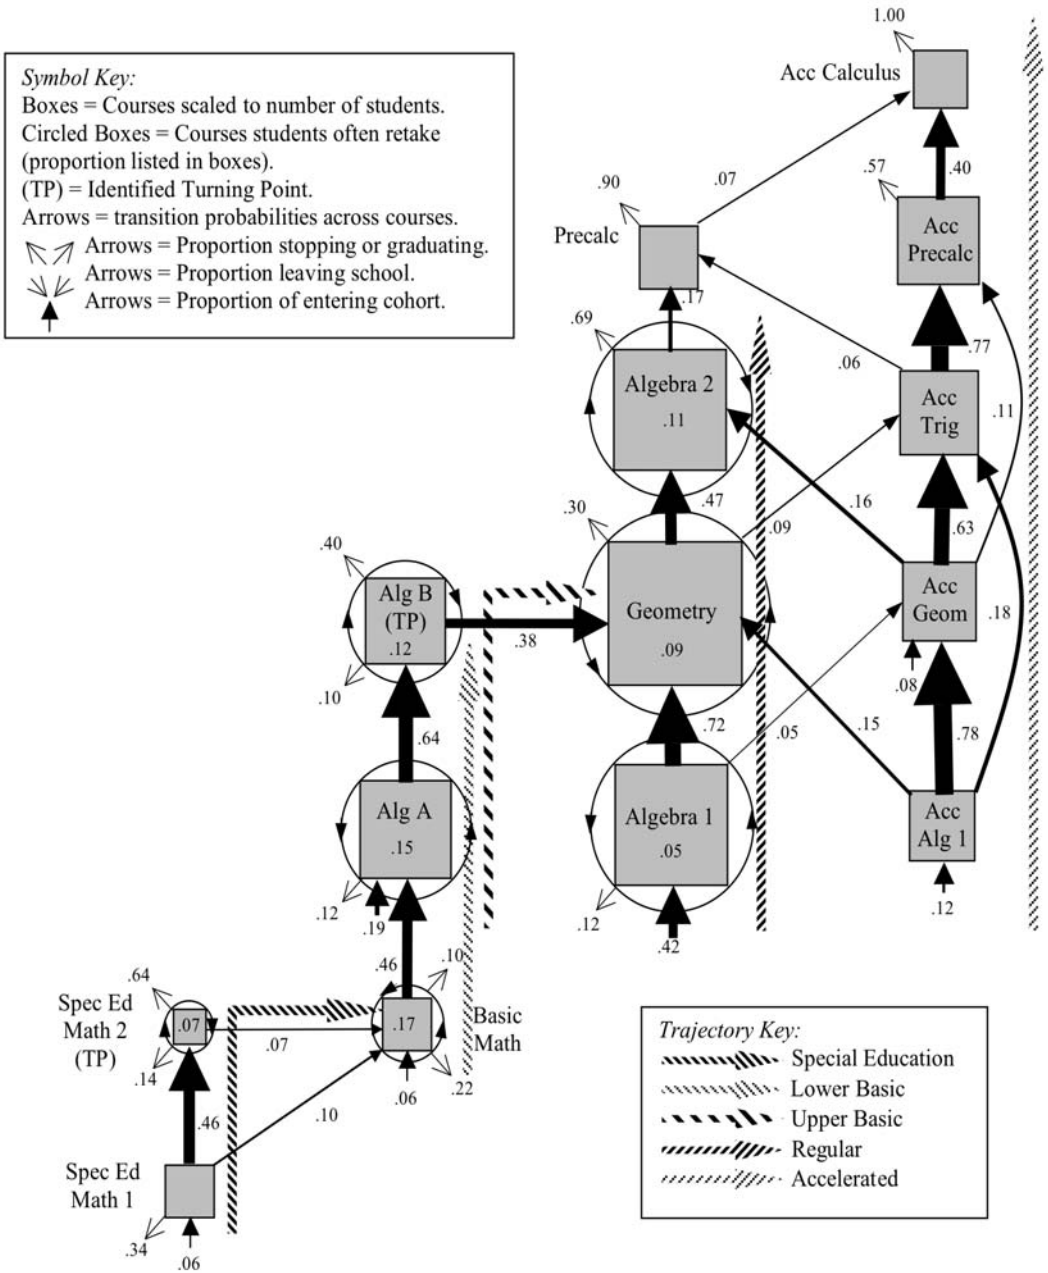 1.00
Acc Calculus
Symbol Key:
Boxes = Courses scaled to number of students.
Circled Boxes = Courses students often retake
(proportion listed in boxes).
(TP) = Identified Turning Point.
Arrows = transition probabilities across courses.
Arrows = Proportion stopping or graduating.
Arrows = Proportion leaving school.
Arrows = Proportion of entering cohort.
.40
.57
.07
.90
Precalc
Acc
Precalc
.17
.69
.77
.06
Algebra 2
.11
Acc
Trig
.11
.47
.16
.30
.09
.63
.40
Alg B
(TP)
.12
.38
Geometry
.09
Acc
Geom
.18
.08
.10
.64
.72
.05
.15
.78
Alg A
.15
Algebra 1
.05
Acc
Alg 1
.12
.19
.12
.42
.12
.46
.10
.64
Spec Ed
Math 2
(TP)
.07
.07
.17
Basic
Math
.14
.06
.22
.46
.10
Spec Ed
Math 1
.34
.06
Trajectory Key:
Special Education
Lower Basic
Upper Basic
Regular
Accelerated